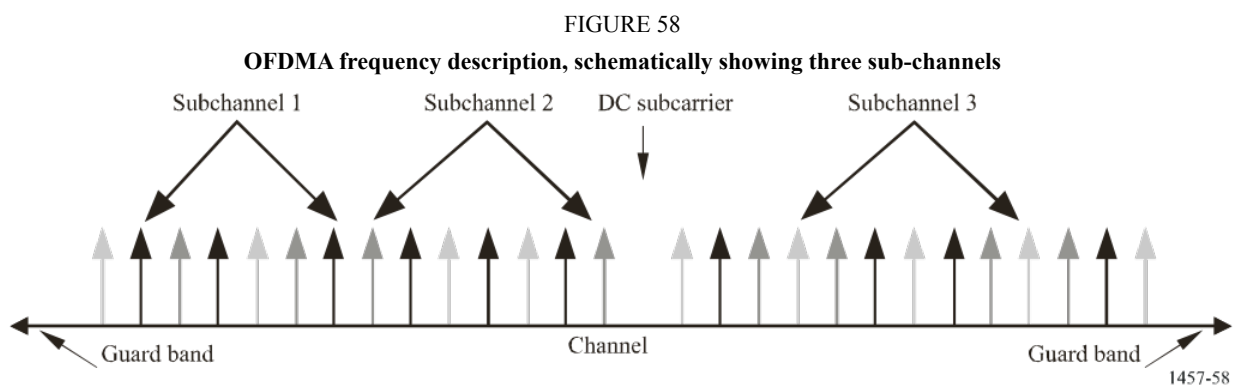 FIGURE 58
OFDMA frequency description, schematically showing three sub-channels
Subchannel 1
Subchannel 2
DC subcarrier
Subchannel 3
Guard band
Channel
Guard band
1457-58